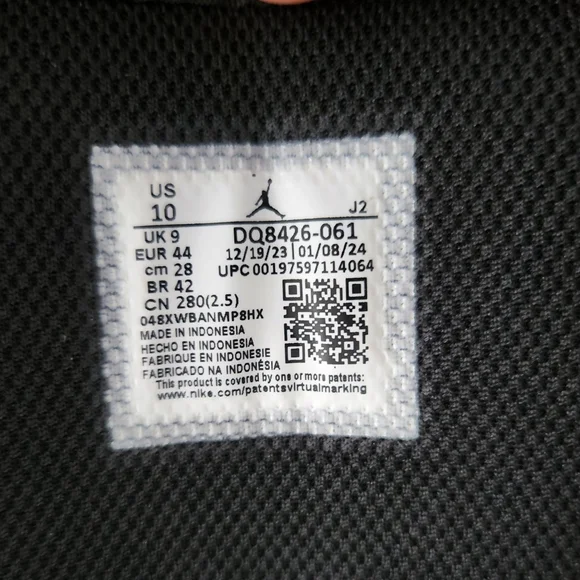 US
10
J2
UK 9
DQ8426-061
EUR 44
12/19/23 | 01/08/24
cm 28
UPC 00197597114064
BR 42
CN 280(2.5)
048XWBANMP8HX
MADE IN INDONESIA
HECHO EN INDONESIA
FABRIQUE EN INDONESIE
FABRICADO NA INDONÉSIA
This product is covered by one or more patents:
www.nike.com/patentsvirtualmarking